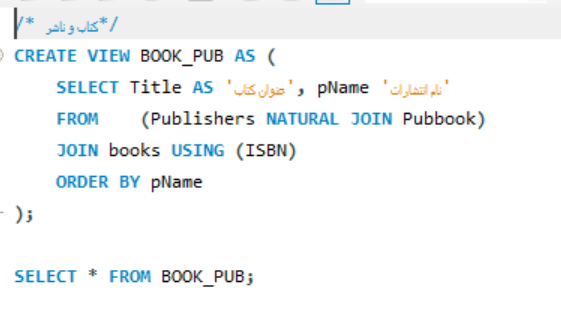 /* کتاب و ناشر */
CREATE VIEW BOOK_PUB AS (
SELECT Title AS 'عنوان کتاب', pName 'نام انتشارات'
FROM (Publishers NATURAL JOIN Pubbook)
JOIN books USING (ISBN)
ORDER BY pName
);
SELECT * FROM BOOK_PUB;